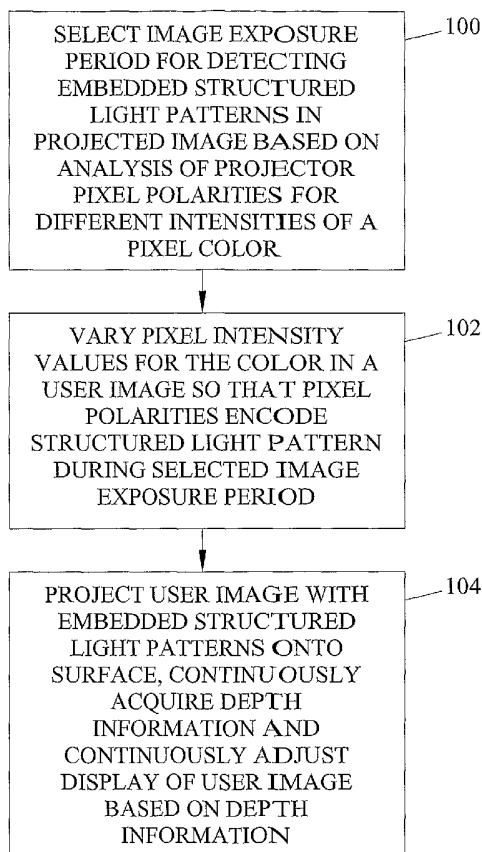 SELECT IMAGE EXPOSURE
PERIOD FOR DETECTING
EMBEDDED STRUCTURED
LIGHT PATTERNS IN
PROJECTED IMAGE BASED ON
ANALYSIS OF PROJECTOR
PIXEL POLARITIES FOR
DIFFERENT INTENSITIES OF A
PIXEL COLOR
100
VARY PIXEL INTENSITY
VALUES FOR THE COLOR IN A
USER IMAGE SO THAT PIXEL
POLARITIES ENCODE
STRUCTURED LIGHT PATTERN
DURING SELECTED IMAGE
EXPOSURE PERIOD
102
PROJECT USER IMAGE WITH
EMBEDDED STRUCTURED
LIGHT PATTERNS ONTO
SURFACE, CONTINUOUSLY
ACQUIRE DEPTH
INFORMATION AND
CONTINUOUSLY ADJUST
DISPLAY OF USER IMAGE
BASED ON DEPTH
INFORMATION
104